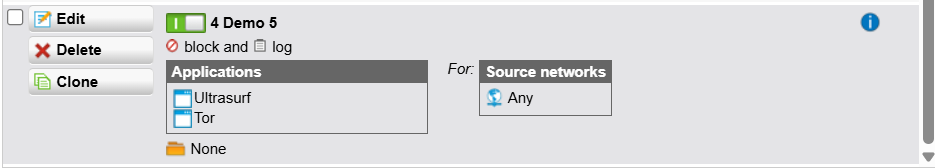 Edit
Delete
Clone
4 Demo 5
block and log
Applications
Ultrasurf
Tor
For:
Source networks
Any
None